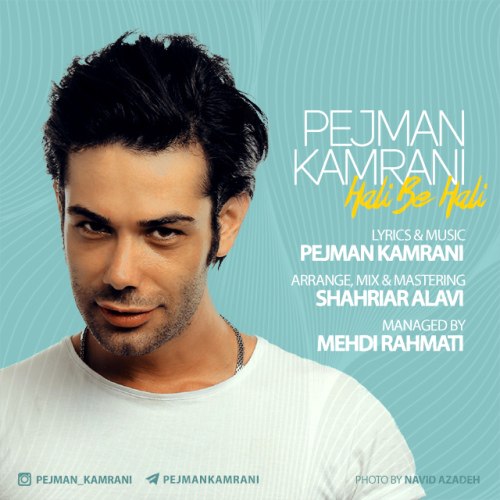 PEJMAN
KAMRANI
Hali Be Hali
LYRICS & MUSIC
PEJMAN KAMRANI
ARRANGE, MIX & MASTERING
SHAHRIAR ALAVI
MANAGED BY
MEHDI RAHMATI
PEJMAN_KAMRANI PEJMANKAMRANI PHOTO BY NAVID AZADEH